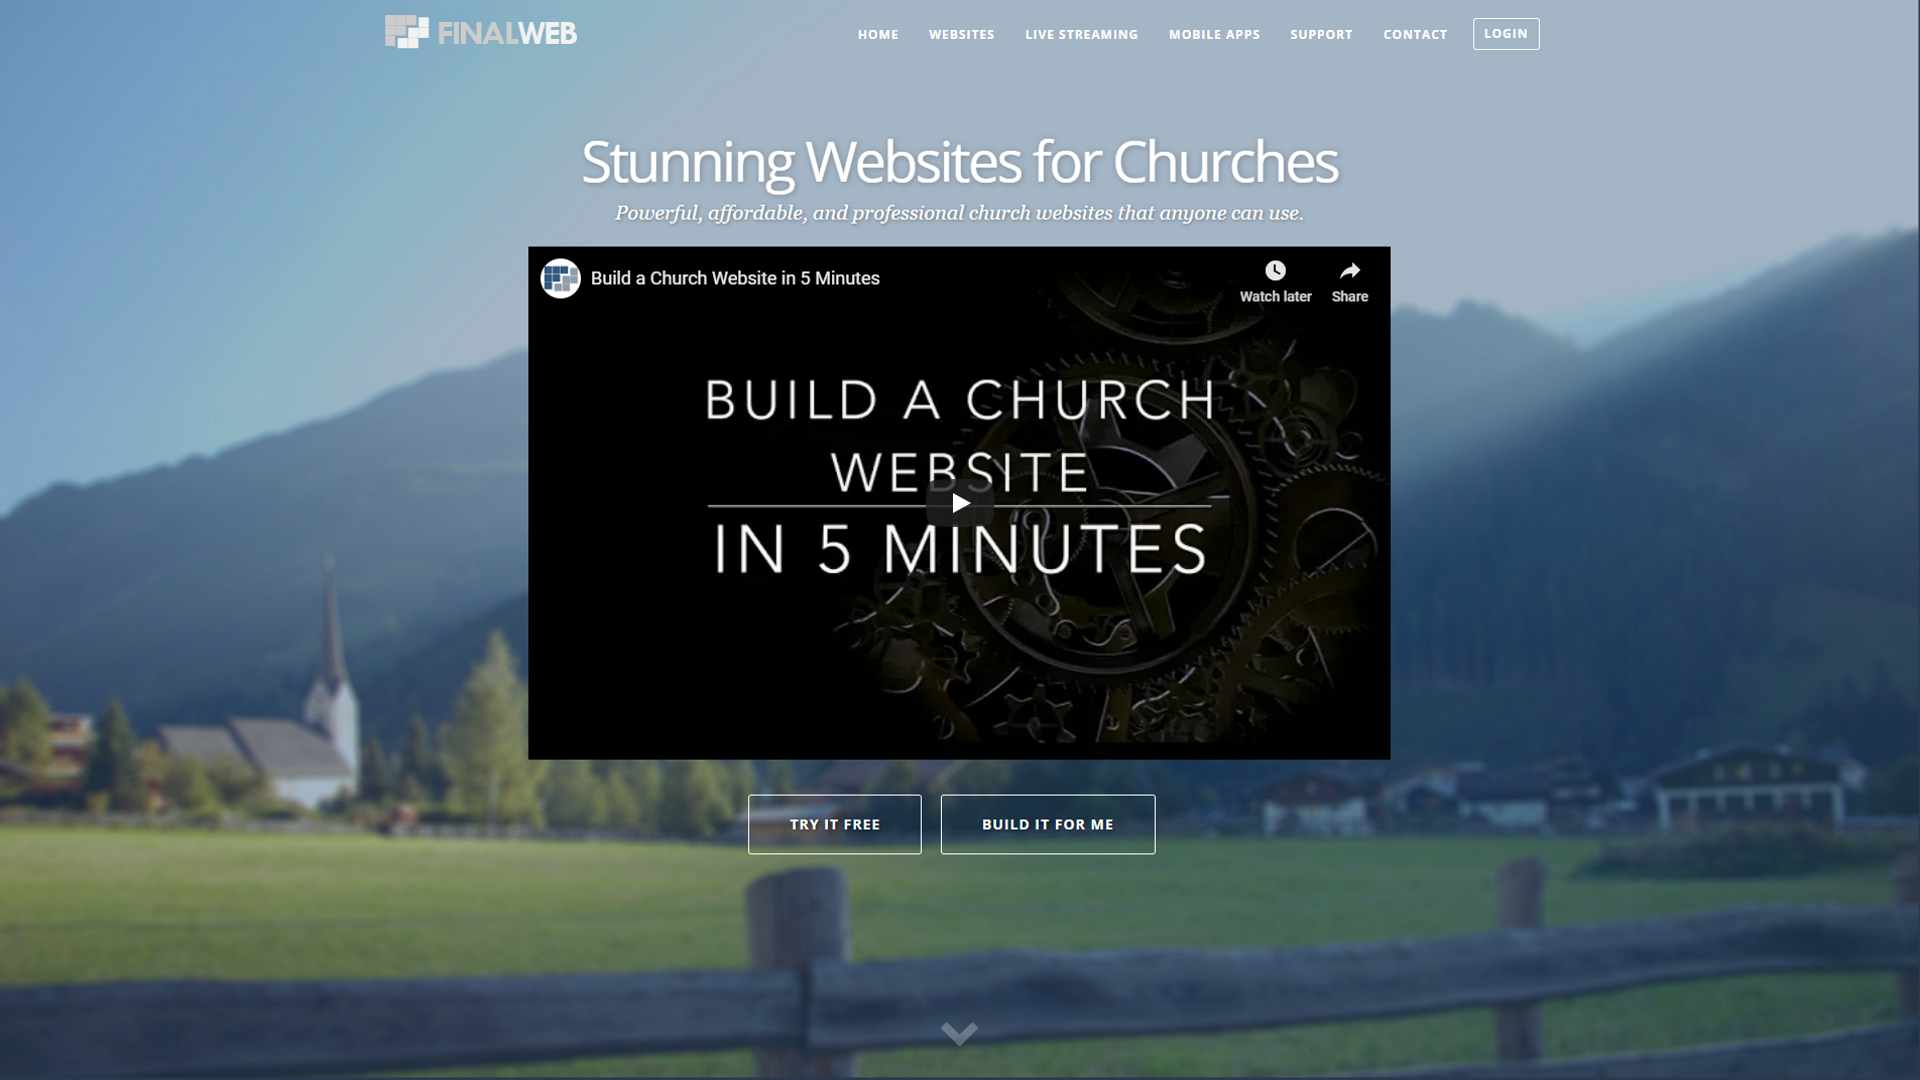 FINALWEB
HOME WEBSITES LIVE STREAMING MOBILE APPS SUPPORT CONTACT LOGIN
Stunning Websites for Churches
Powerful, affordable, and professional church websites that anyone can use.
Build a Church Website in 5 Minutes
Watch later Share
BUILD A CHURCH
WEBSITE
IN 5 MINUTES
TRY IT FREE BUILD IT FOR ME